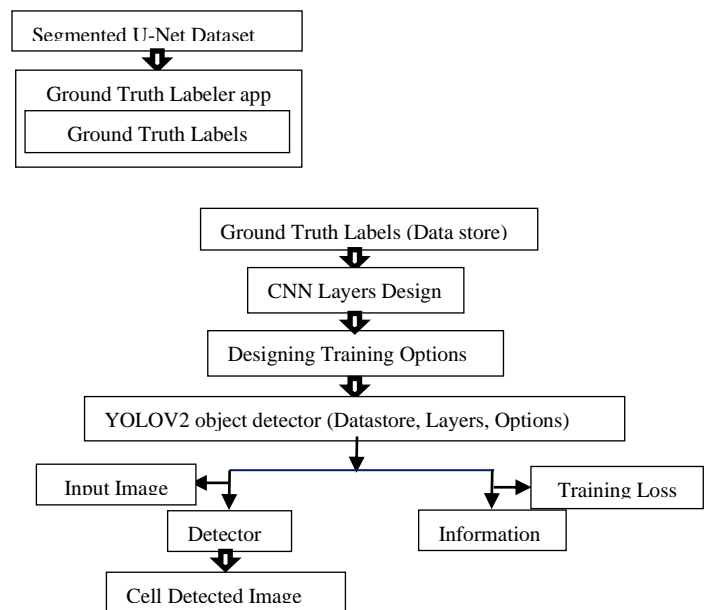 Segmented U-Net Dataset
Ground Truth Labeler app
Ground Truth Labels
Ground Truth Labels (Data store)
CNN Layers Design
Designing Training Options
YOLOV2 object detector (Datastore, Layers, Options)
Input Image
Training Loss
Detector
Information
Cell Detected Image